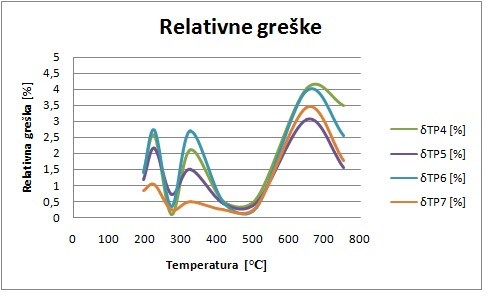 Relativne greške
Relativna greška [%]
5
4,5
4
3,5
3
2,5
2
1,5
1
0,5
0
0 100 200 300 400 500 600 700 800
Temperatura [°C]
δTP4 [%]
δTP5 [%]
δTP6 [%]
δTP7 [%]